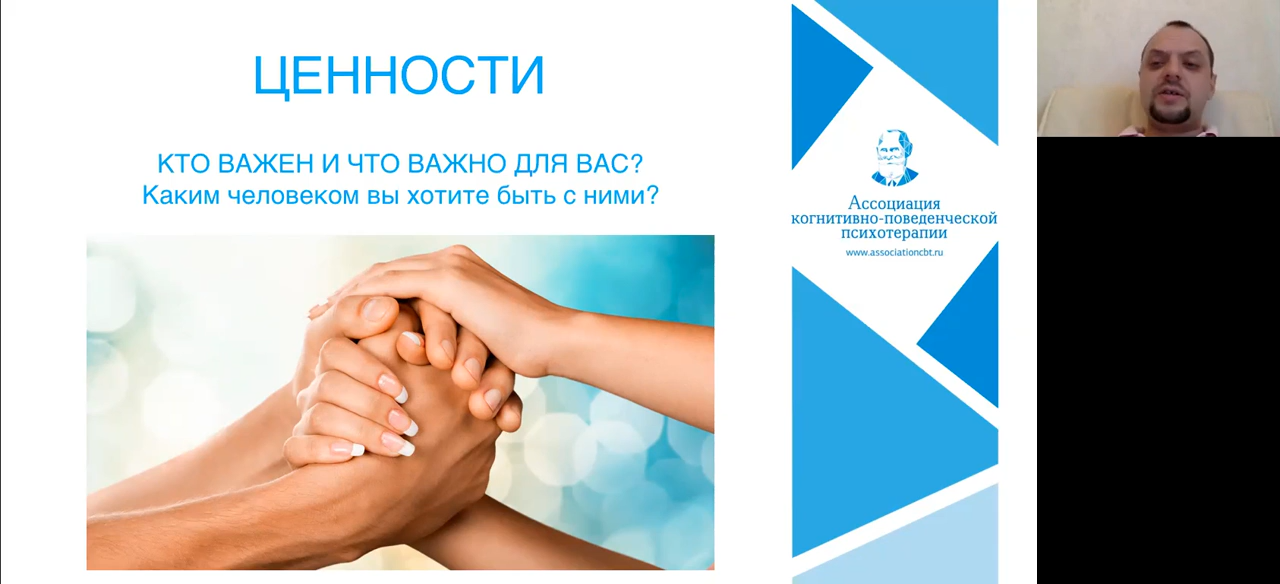 ЦЕННОСТИ
КТО ВАЖЕН И ЧТО ВАЖНО ДЛЯ ВАС?
Каким человеком вы хотите быть с ними?
Ассоциация
когнитивно-поведенческой
психотерапии
www.associationcbt.ru